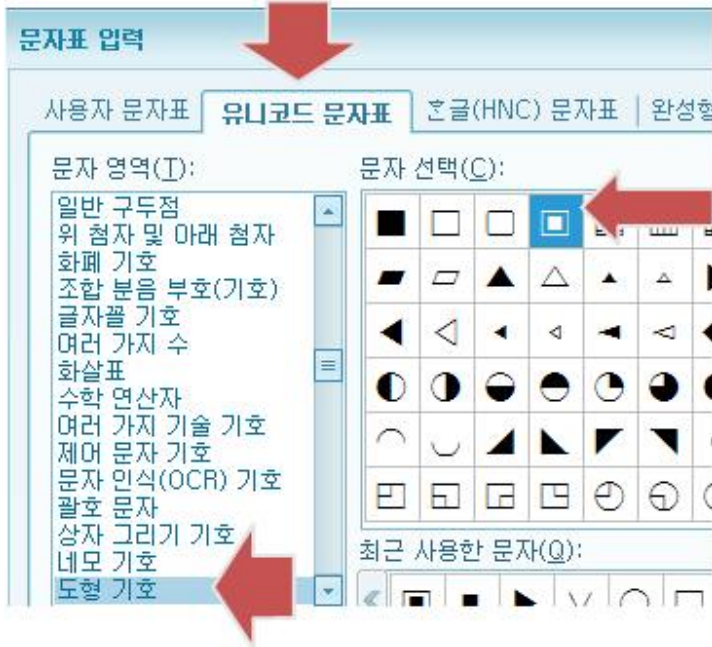 문자표 입력
사용자 문자표 유니코드 문자표 ᄒᆞᆫ글(HNC) 문자표 완성형
문자 영역(T): 문자 선택(C):
일반 구두점
위 첨자 및 아래 첨자
화폐 기호
조합 분음 부호(기호)
글자꼴 기호
여러 가지 수
화살표
수학 연산자
여러 가지 기술 기호
제어 문자 기호
문자 인식(OCR) 기호
괄호 문자
상자 그리기 기호
네모 기호
도형 기호
최근 사용한 문자(Q):